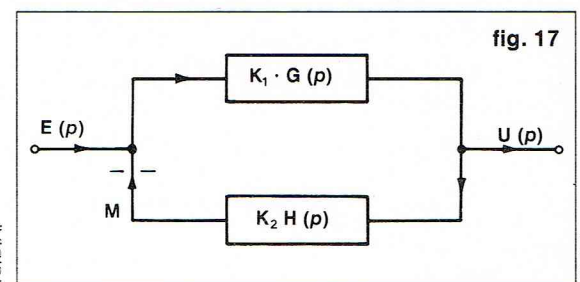 fig. 17
K₁ · G (p)
E (p)
U (p)
— —
M
K₂ H (p)